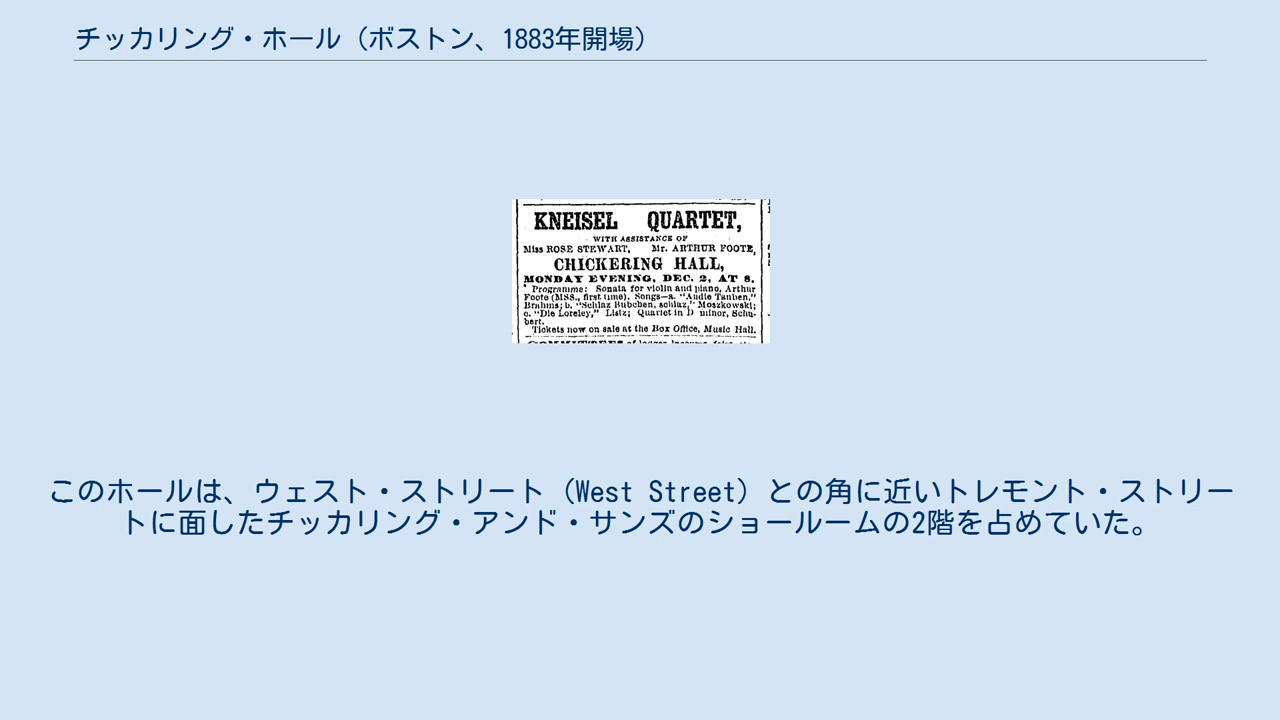 チッカリング・ホール（ボストン、1883年開場）
KNEISEL QUARTET,
WITH ASSISTANCE OF
Miss ROSE STEWART, Mr. ARTHUR FOOTE,
CHICKERING HALL,
MONDAY EVENING, DEC. 2, AT 8.
Programme: Sonata for violin and piano, Arthur
Foote (MSS., first time). Songs—a. "Andie Tauben,"
Brahms; b. "Schlaz Bubchen, schlaz," Moszkowski;
c. "Die Loreley," Listz; Quartet in D minor, Schu-
bert.
Tickets now on sale at the Box Office, Music Hall.
このホールは、ウェスト・ストリート（West Street）との角に近いトレモント・ストリー
トに面したチッカリング・アンド・サンズのショールームの2階を占めていた。